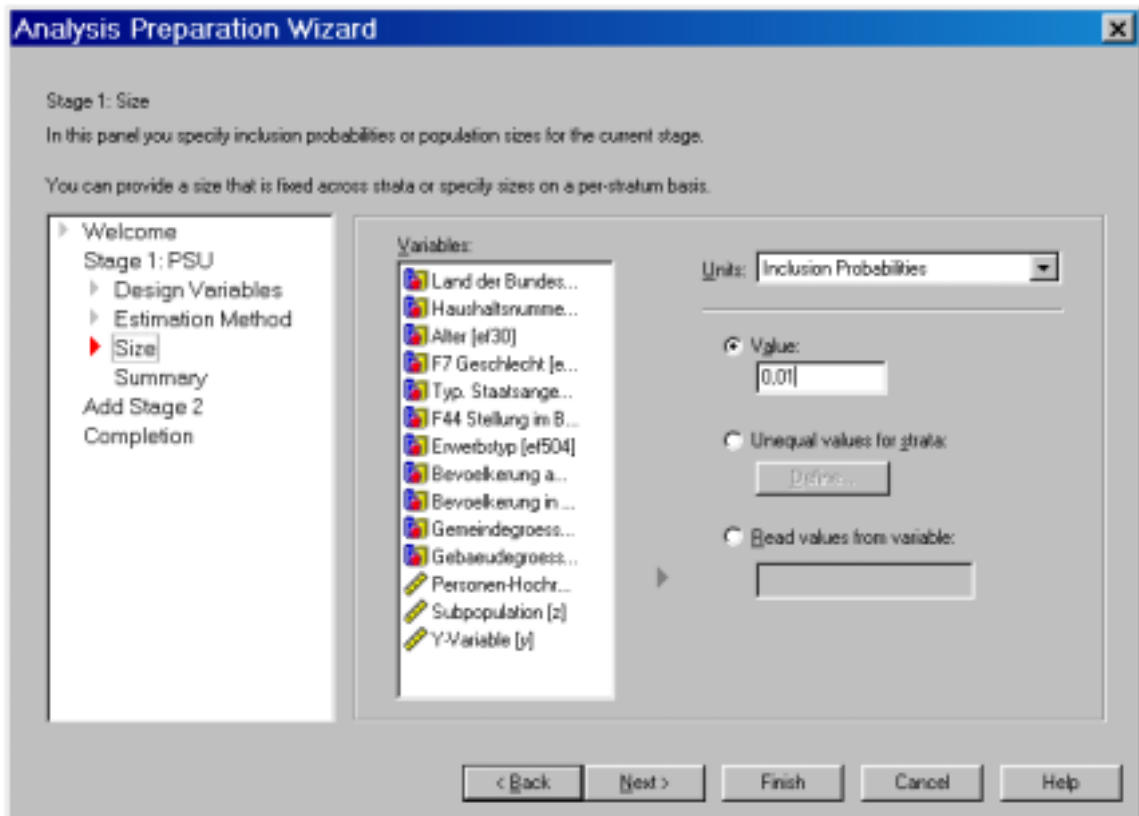 Analysis Preparation Wizard
Stage 1: Size
In this panel you specify inclusion probabilities or population sizes for the current stage.
You can provide a size that is fixed across strata or specify sizes on a per-stratum basis.
Welcome
Stage 1: PSU
Design Variables
Estimation Method
Size
Summary
Add Stage 2
Completion
Variables:
Land der Bundes...
Haushaltsnumme...
Alter [ef30]
F7 Geschlecht [e...
Typ. Staatsange...
F44 Stellung im B...
Erwerbstyp [ef504]
Bevoelkerung a...
Bevoelkerung in ...
Gemeindegroess...
Gebaeudegroess...
Personen-Hochr...
Subpopulation [z]
Y-Variable [y]
Units: Inclusion Probabilities
Value:
0,01
Unequal values for strata:
Define...
Read values from variable:
< Back
Next >
Finish
Cancel
Help